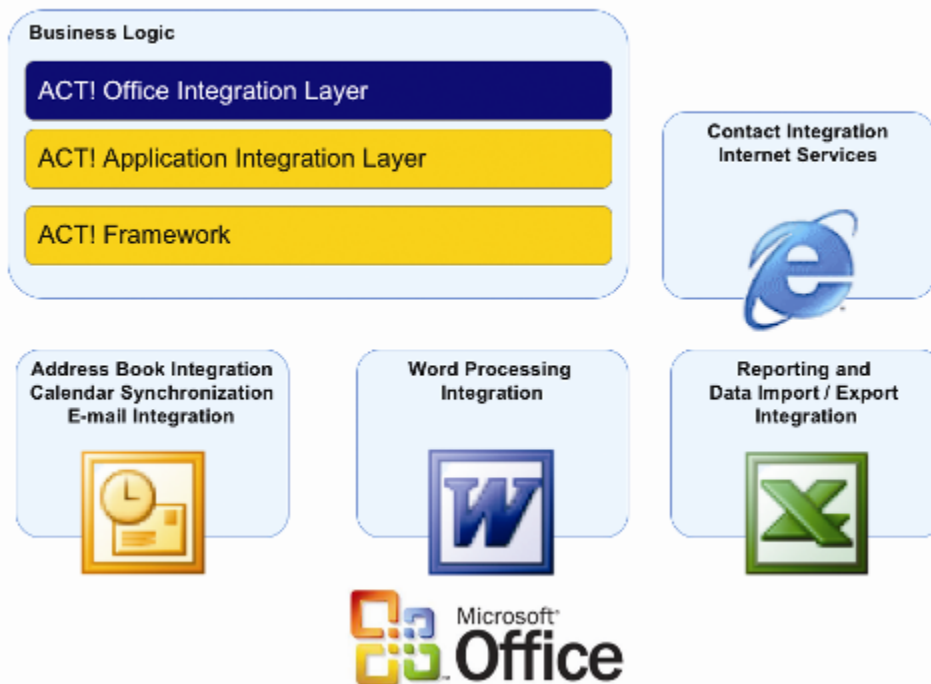 Business Logic
ACT! Office Integration Layer
ACT! Application Integration Layer
ACT! Framework
Contact Integration
Internet Services
Address Book Integration
Calendar Synchronization
E-mail Integration
Word Processing
Integration
Reporting and
Data Import / Export
Integration
Microsoft
Office